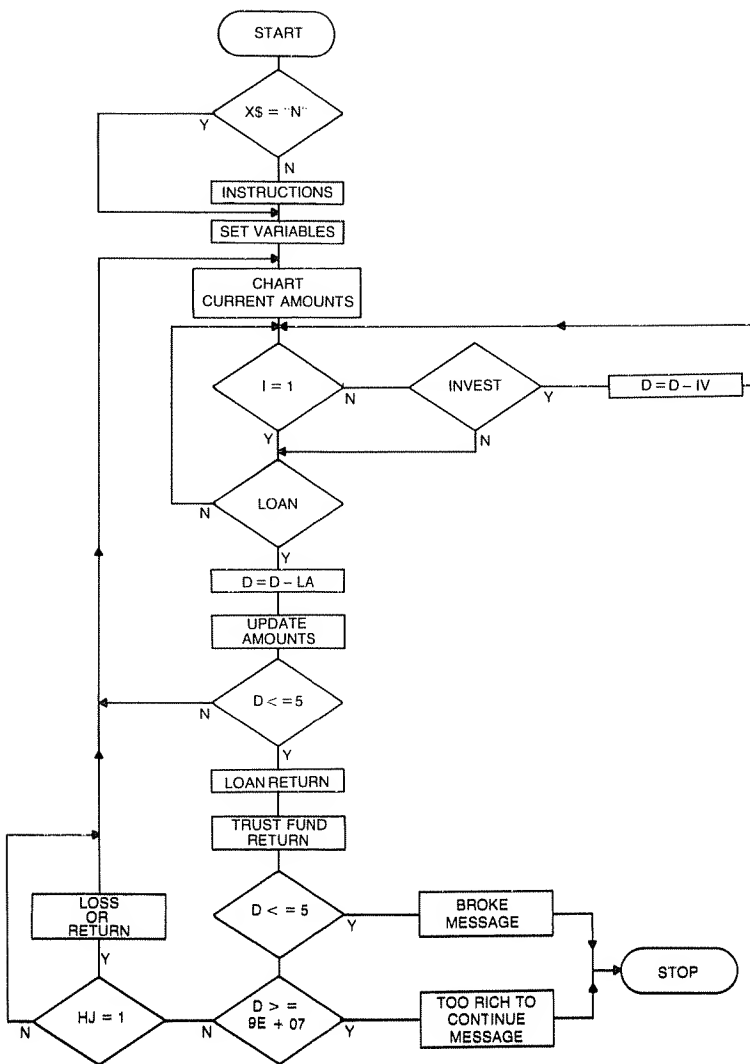 START
X$ = "N"
Y
N
INSTRUCTIONS
SET VARIABLES
CHART
CURRENT AMOUNTS
I = 1
N
INVEST
Y
D = D – IV
Y
N
LOAN
N
Y
D = D – LA
UPDATE
AMOUNTS
D < = 5
N
Y
LOAN RETURN
TRUST FUND
RETURN
LOSS
OR
RETURN
D < = 5
Y
BROKE
MESSAGE
Y
STOP
HJ = 1
N
N
D > =
9E + 07
Y
TOO RICH TO
CONTINUE
MESSAGE